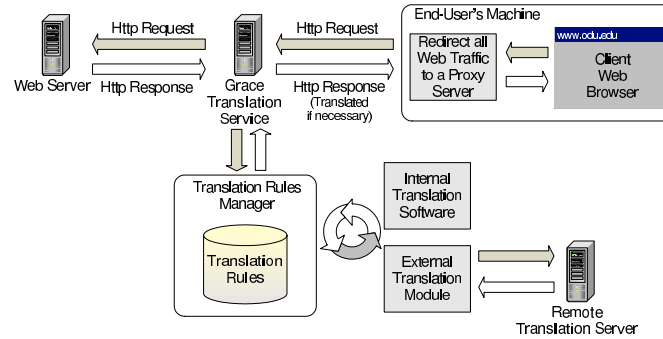 Http Request
Http Request
End-User's Machine
www.odu.edu
Redirect all
Web Traffic
to a Proxy
Server
Client
Web
Browser
Web Server
Http Response
Grace
Translation
Service
Http Response
(Translated
if necessary)
Translation Rules
Manager
Translation
Rules
Internal
Translation
Software
External
Translation
Module
Remote
Translation Server